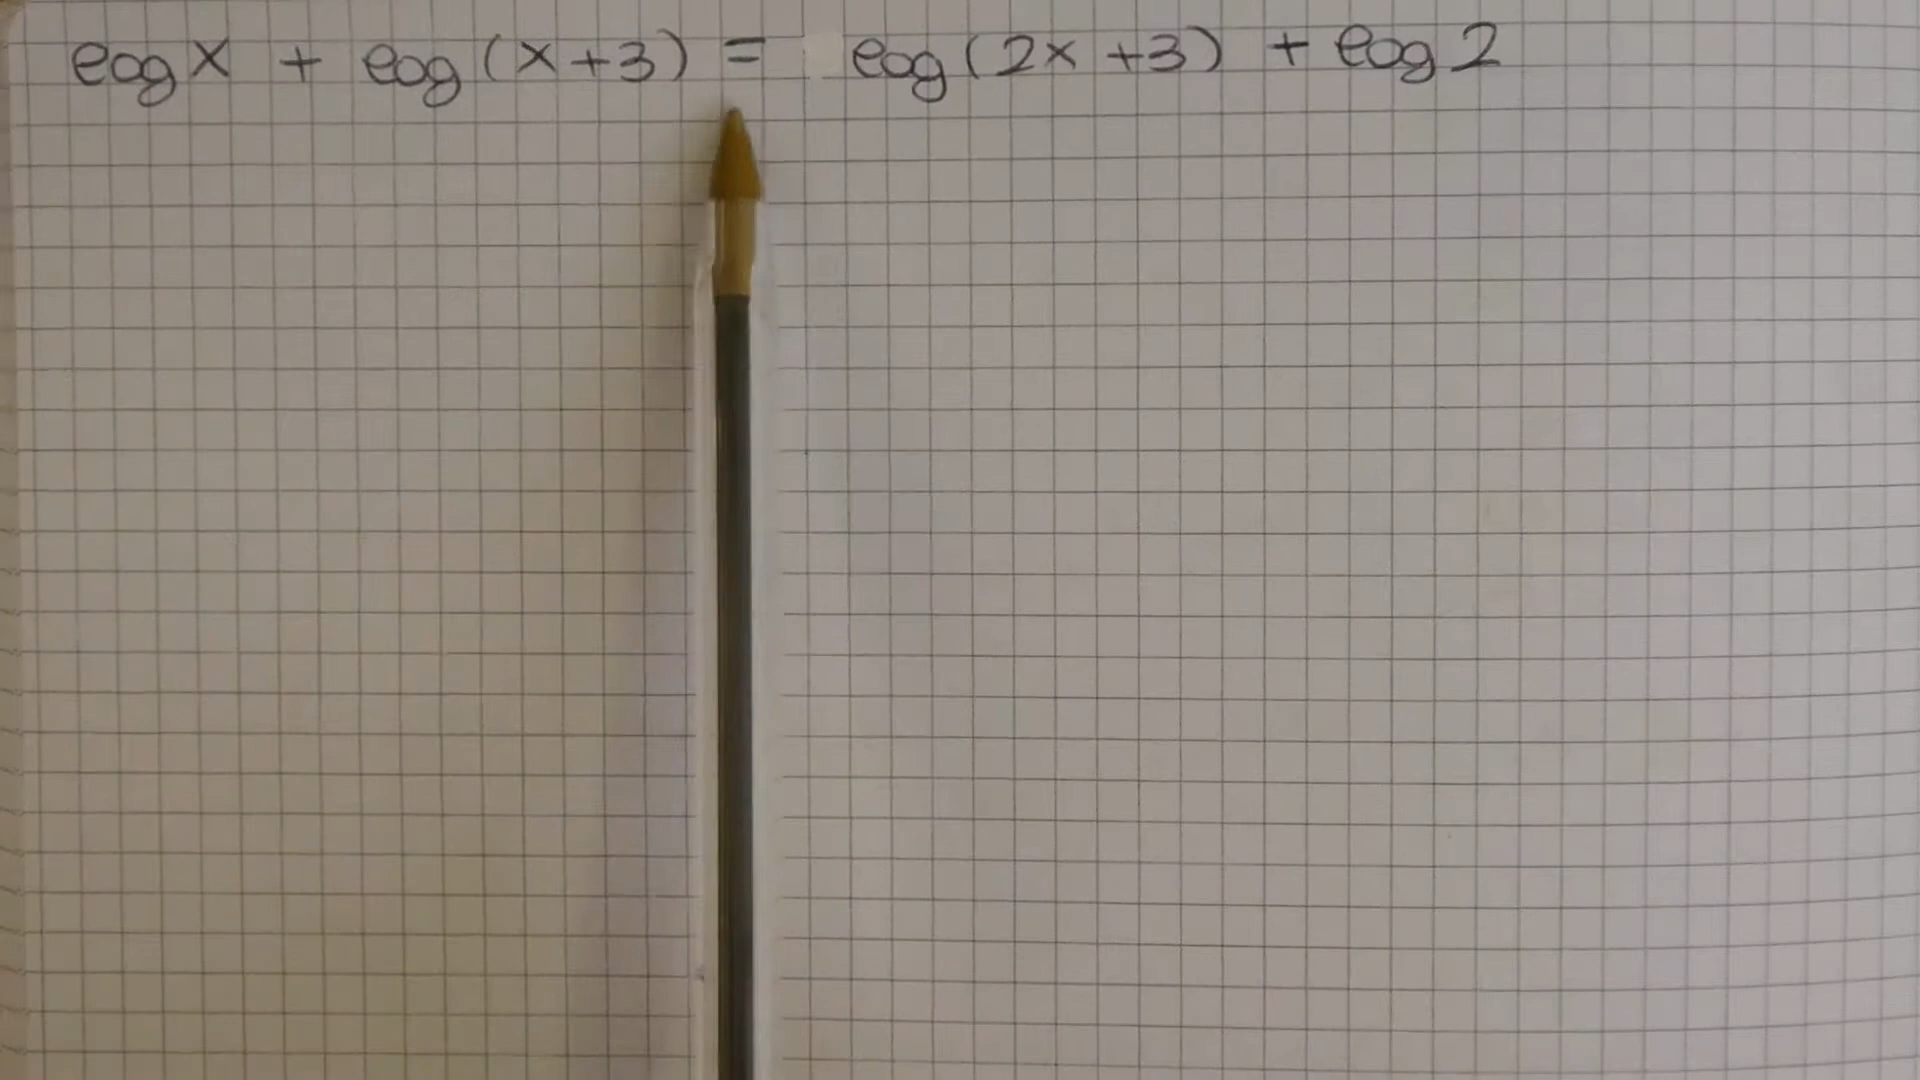 log x + log (x+3) = log (2x +3) + log 2